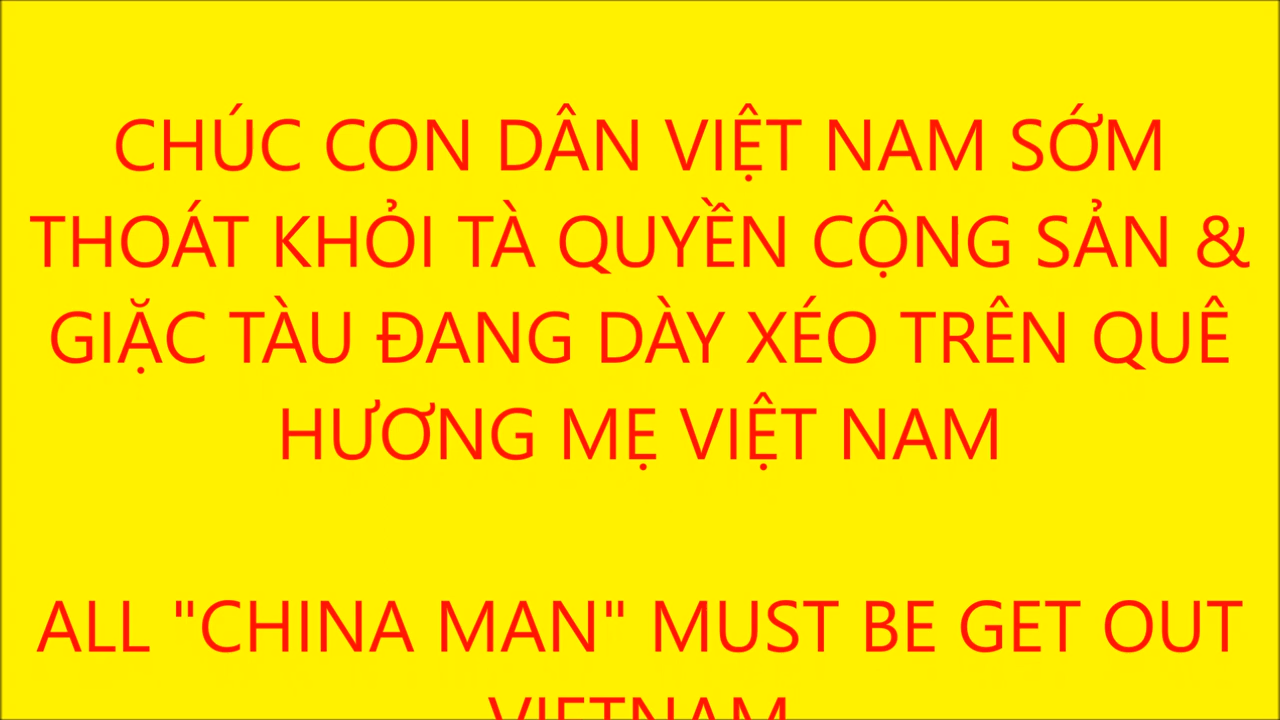 CHÚC CON DÂN VIỆT NAM SỚM
THOÁT KHỎI TÀ QUYỀN CỘNG SẢN &
GIẶC TÀU ĐANG DÀY XÉO TRÊN QUÊ
HƯƠNG MẸ VIỆT NAM
ALL "CHINA MAN" MUST BE GET OUT
VIETNAM